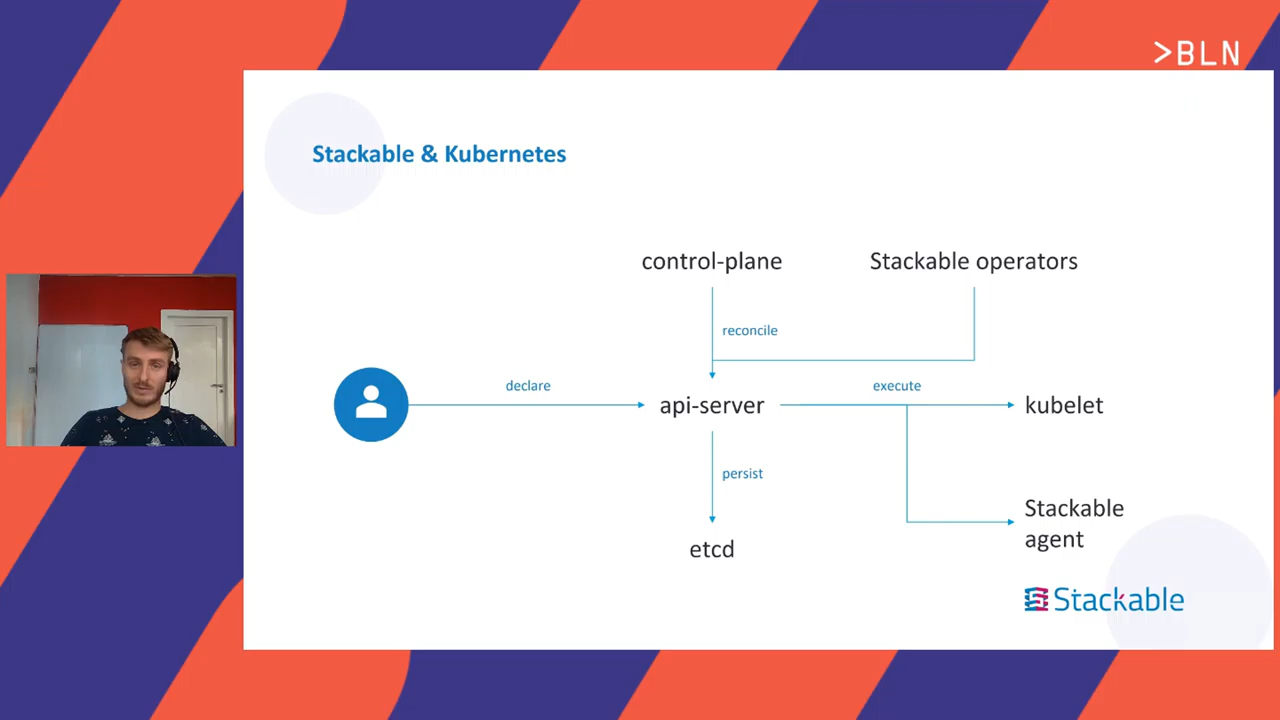 >BLN
Stackable & Kubernetes
control-plane
Stackable operators
reconcile
declare
api-server
execute
kubelet
persist
etcd
Stackable
agent
Stackable